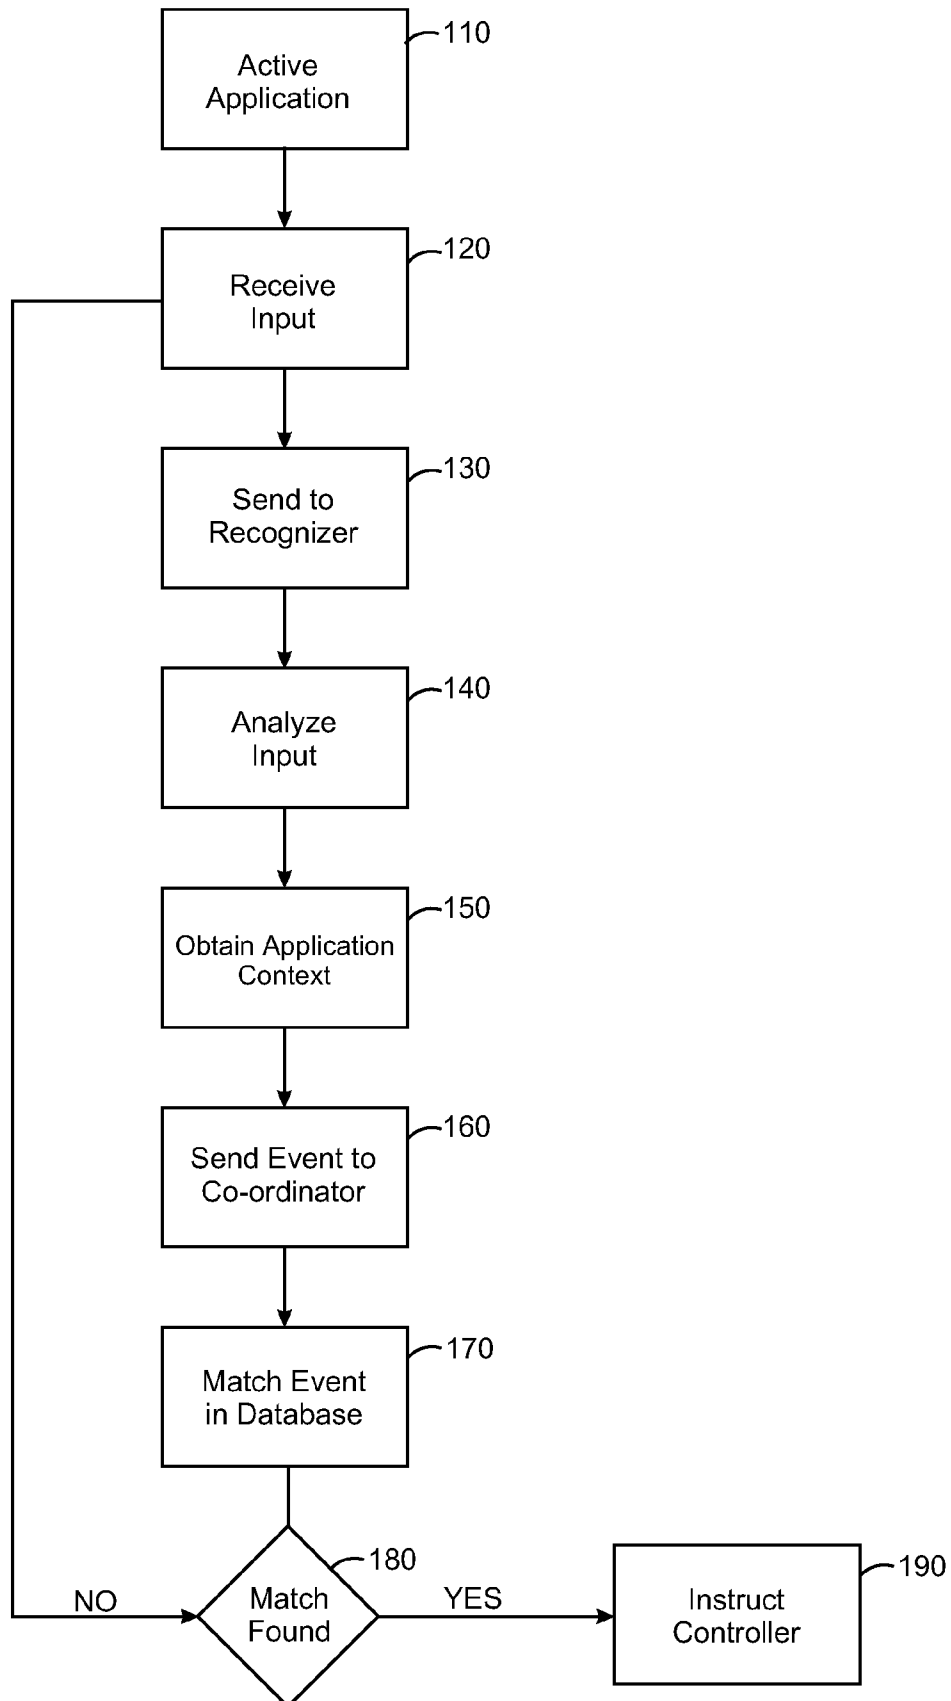 110
Active
Application
120
Receive
Input
130
Send to
Recognizer
140
Analyze
Input
150
Obtain Application
Context
160
Send Event to
Co-ordinator
170
Match Event
in Database
180
Match
Found
NO
YES
190
Instruct
Controller